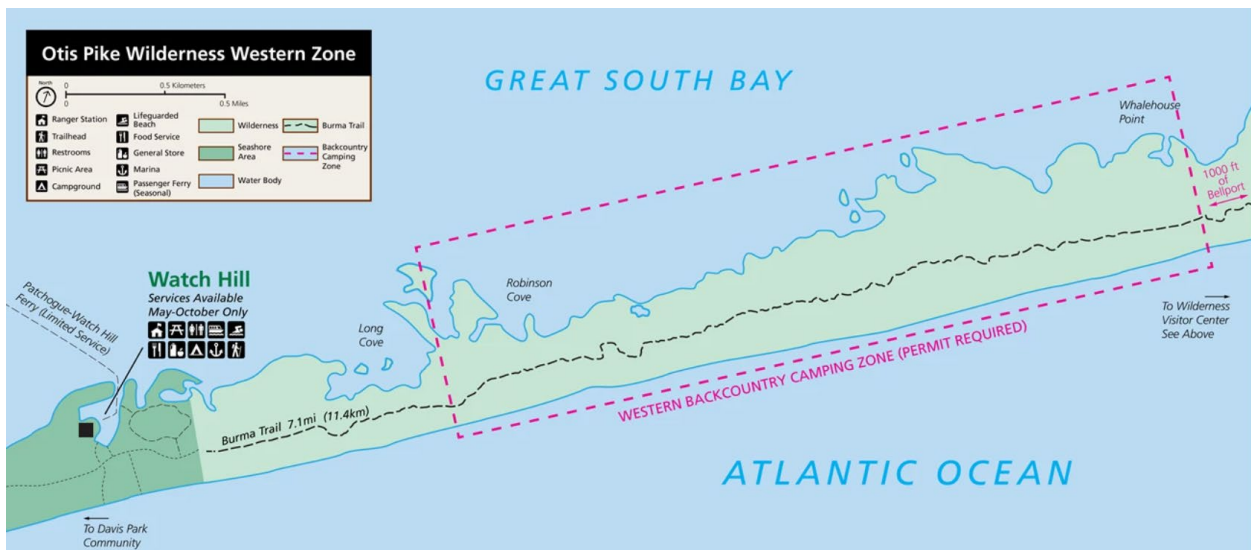 Otis Pike Wilderness Western Zone
North
0 0.5 Kilometers
0 0.5 Miles
Ranger Station
Trailhead
Restrooms
Picnic Area
Campground
Lifeguarded
Beach
Food Service
General Store
Marina
Passenger Ferry
(Seasonal)
Wilderness
Seashore
Area
Water Body
Burma Trail
Backcountry
Camping
Zone
GREAT SOUTH BAY
Whalehouse
Point
1000 ft
of
Bellport
Watch Hill
Services Available
May-October Only
Patchogue-Watch Hill
Ferry (Limited Service)
Robinson
Cove
Long
Cove
To Wilderness
Visitor Center
See Above
WESTERN BACKCOUNTRY CAMPING ZONE (PERMIT REQUIRED)
Burma Trail 7.1mi (11.4km)
ATLANTIC OCEAN
To Davis Park
Community